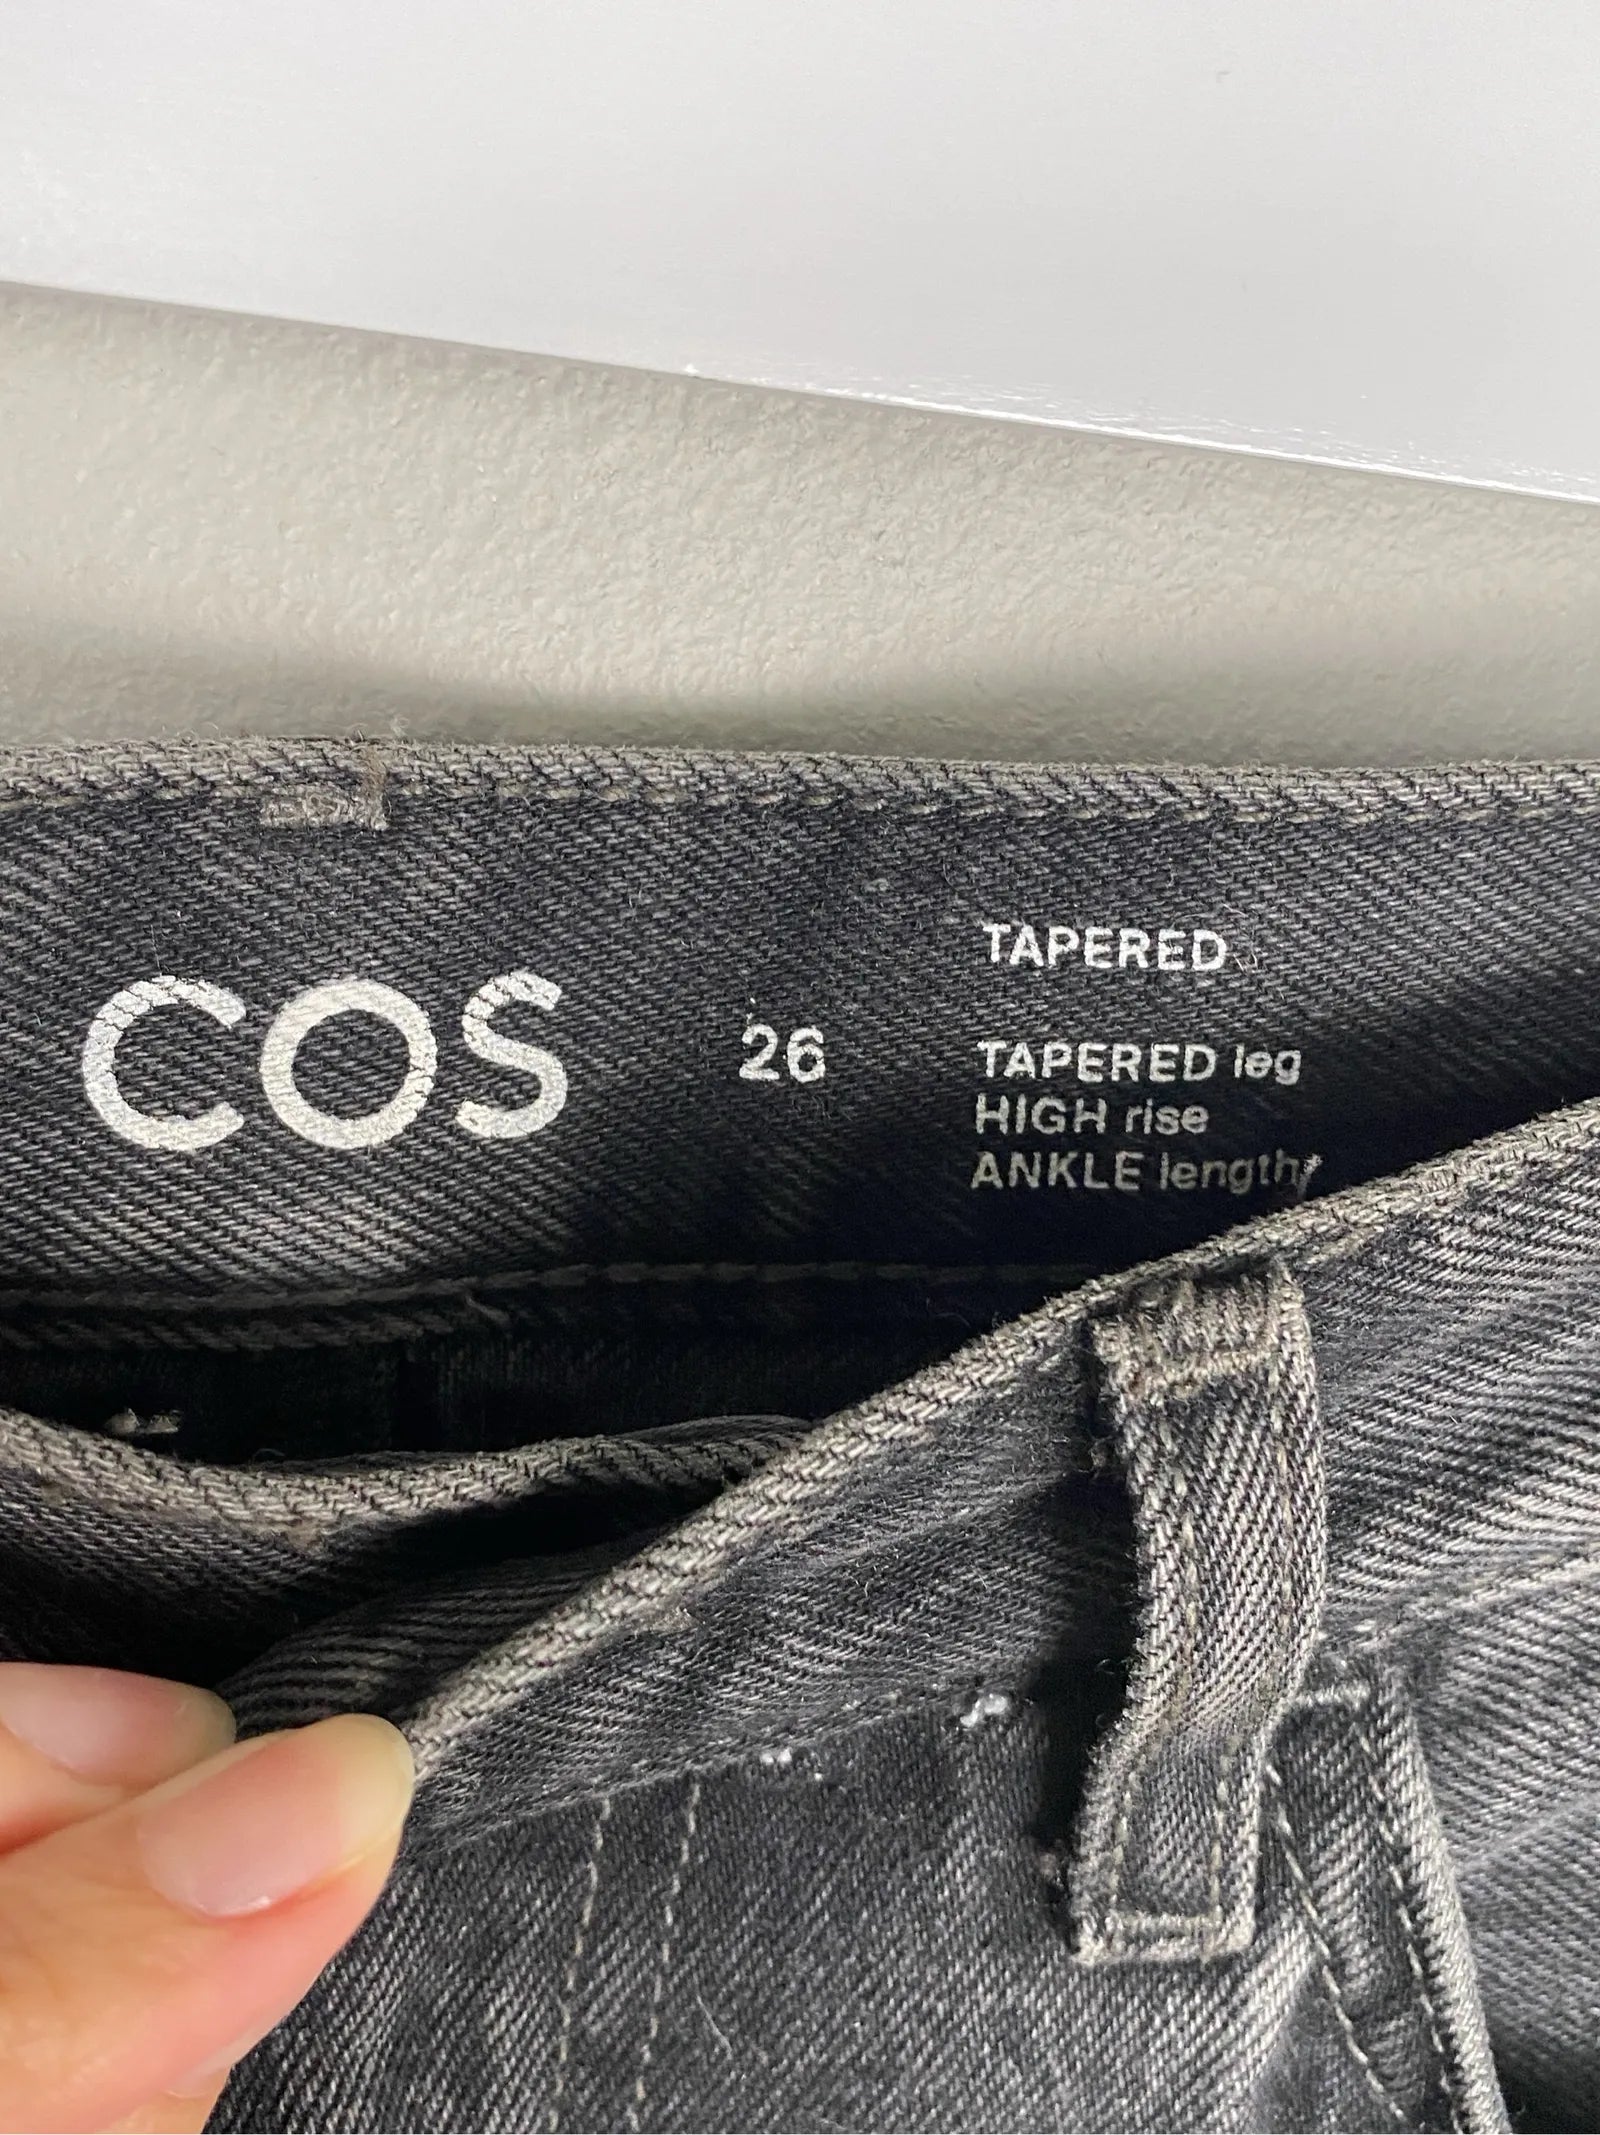 COS
26
TAPERED
TAPERED leg
HIGH rise
ANKLE length